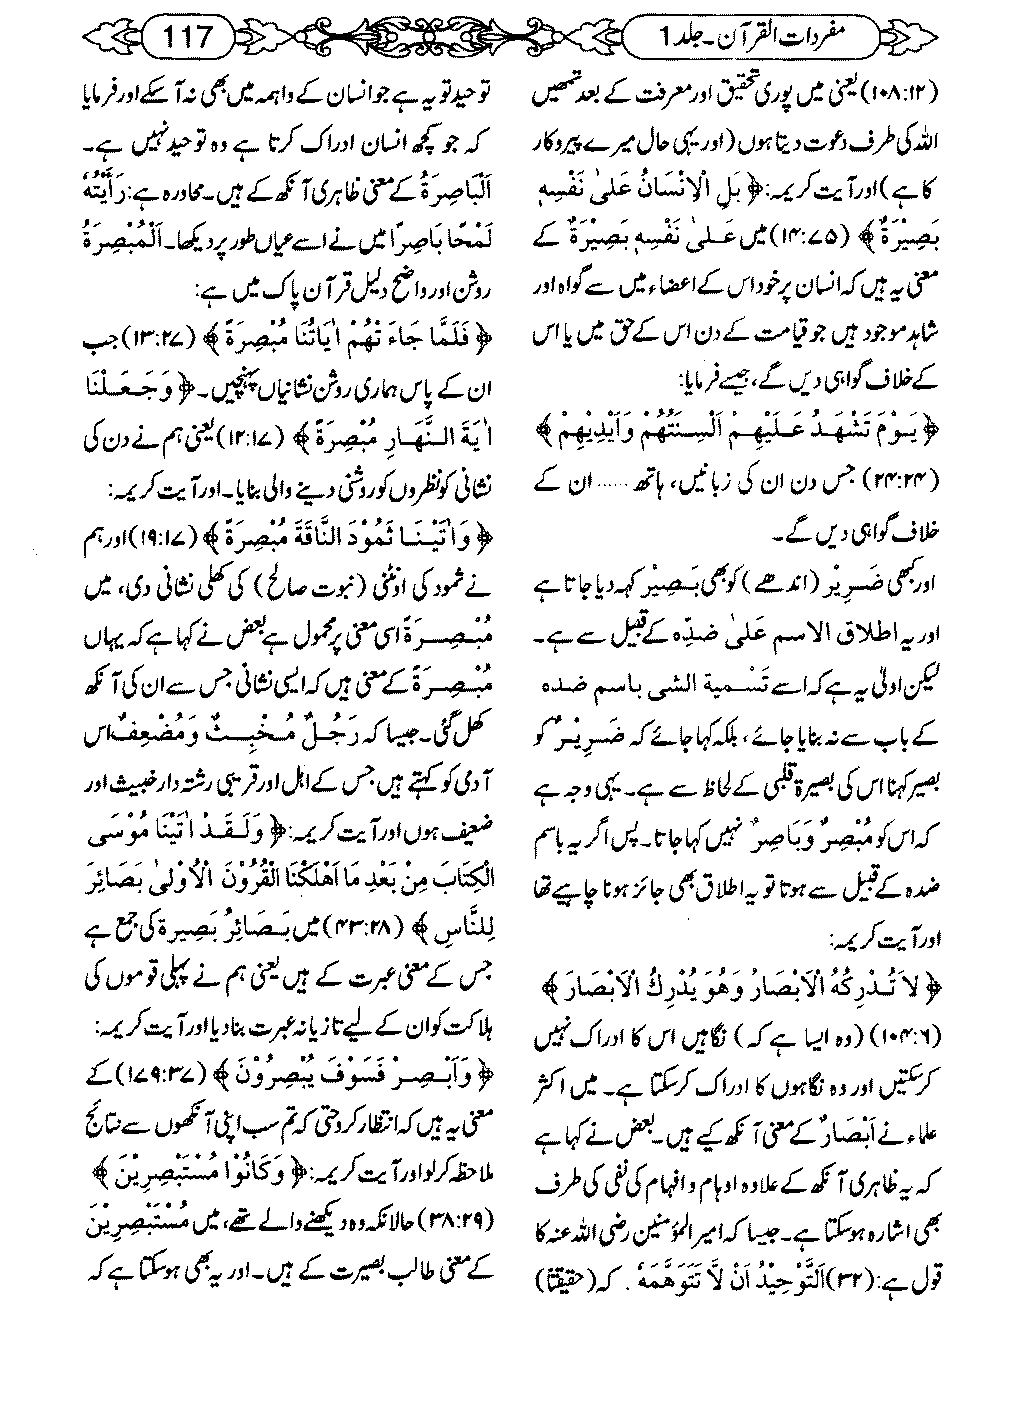 مفردات القرآن ۔ جلد 1
117
(۱۰۸:۱۲) یعنی میں پوری تحقیق اور معرفت کے بعد تمھیں
اللہ کی طرف دعوت دیتا ہوں (اور یہی حال میرے پیروکار
کا ہے) اور آیت کریمہ: ﴿بَلِ الْاِنْسَانُ عَلیٰ نَفْسِهٖ
بَصِیْرَةٌ﴾ (۱۴:۷۵) میں عَلیٰ نَفْسِهٖ بَصِیْرَةٌ کے
معنی یہ ہیں کہ انسان پر خود اس کے اعضاء میں سے گواہ اور
شاہد موجود ہیں جو قیامت کے دن اس کے حق میں یا اس
کے خلاف گواہی دیں گے، جیسے فرمایا:
﴿یَوْمَ تَشْهَدُ عَلَیْهِمْ اَلْسِنَتُهُمْ وَاَیْدِیْهِمْ﴾
(۲۴:۲۴) جس دن ان کی زبانیں، ہاتھ ..... ان کے
خلاف گواہی دیں گے۔
اور کبھی ضَرِیْر (اندھے) کو بھی بَصِیْر کہہ دیا جاتا ہے
اور یہ اطلاق الاسم عَلیٰ ضدِّہ کے قبیل سے ہے۔
لیکن اولیٰ یہ ہے کہ اسے تَسْمیة الشی باسم ضدہ
کے باب سے نہ بنایا جائے، بلکہ کہا جائے کہ ضَرِیْرٌ کو
بصیر کہنا اس کی بصیرۃ قلبی کے لحاظ سے ہے۔ یہی وجہ ہے
کہ اس کو مُبْصِرٌ وَبَاصِرٌ نہیں کہا جاتا۔ پس اگر یہ باسم
ضدہ کے قبیل سے ہوتا تو یہ اطلاق بھی جائز ہونا چاہیے تھا
اور آیت کریمہ:
﴿لَا تُدْرِكُهُ الْاَبْصَارُ وَهُوَ یُدْرِكُ الْاَبْصَارَ﴾
(۱۰۴:۶) (وہ ایسا ہے کہ) نگاہیں اس کا ادراک نہیں
کرسکتیں اور وہ نگاہوں کا ادراک کرسکتا ہے۔ میں اکثر
علماء نے اَبْصَارٌ کے معنی آنکھ کیے ہیں۔ بعض نے کہا ہے
کہ یہ ظاہری آنکھ کے علاوہ اوہام وافہام کی نفی کی طرف
بھی اشارہ ہوسکتا ہے۔ جیسا کہ امیر المؤمنین رضی اللہ عنہ کا
قول ہے: (۳۲) اَلتَّوْحِیْدُ اَنْ لَّا تَتَوَهَّمَهٗ. کہ (حقیقتاً)
توحید تو یہ ہے جو انسان کے واہمہ میں بھی نہ آسکے اور فرمایا
کہ جو کچھ انسان ادراک کرتا ہے وہ توحید نہیں ہے۔
اَلْبَاصِرَةُ کے معنی ظاہری آنکھ کے ہیں۔ محاورہ ہے: رَاَیْتُهٗ
لَمْحًا بَاصِرًا میں نے اسے عیاں طور پر دیکھا۔ اَلْمُبْصِرَةُ
روشن اور واضح دلیل قرآن پاک میں ہے:
﴿فَلَمَّا جَاءَ تْهُمْ اٰیَاتُنَا مُبْصِرَةً﴾ (۱۳:۲۷) جب
ان کے پاس ہماری روشن نشانیاں پہنچیں۔ ﴿وَجَعَلْنَا
اٰیَةَ النَّهَارِ مُبْصِرَةً﴾ (۱۲:۱۷) یعنی ہم نے دن کی
نشانی کو نظروں کو روشنی دینے والی بنایا۔ اور آیت کریمہ:
﴿وَاٰتَیْنَا ثَمُوْدَ النَّاقَةَ مُبْصِرَةً﴾ (۱۹:۱۷) اور ہم
نے ثمود کی اونٹنی (نبوت صالح) کی کھلی نشانی دی، میں
مُبْصِرَةً اسی معنی پر محمول ہے بعض نے کہا ہے کہ یہاں
مُبْصِرَةً کے معنی ہیں کہ ایسی نشانی جس سے ان کی آنکھ
کھل گئی۔ جیسا کہ رَجُلٌ مُخْبِثٌ وَمُضْعِفٌ اس
آدمی کو کہتے ہیں جس کے اہل اور قریبی رشتہ دار خبیث اور
ضعیف ہوں اور آیت کریمہ: ﴿وَلَقَدْ اٰتَیْنَا مُوْسَی
الْكِتَابَ مِنْ بَعْدِ مَا اَهْلَكْنَا الْقُرُوْنَ الْاُوْلیٰ بَصَائِرَ
لِلنَّاسِ﴾ (۴۳:۲۸) میں بَصَائِرُ بَصِیرة کی جمع ہے
جس کے معنی عبرت کے ہیں یعنی ہم نے پہلی قوموں کی
ہلاکت کو ان کے لیے تازیانہ عبرت بنادیا اور آیت کریمہ:
﴿وَاَبْصِرْ فَسَوْفَ یُبْصِرُوْنَ﴾ (۱۷۹:۳۷) کے
معنی یہ ہیں کہ انتظار کرو حتی کہ تم سب اپنی آنکھوں سے نتائج
ملاحظہ کرلو اور آیت کریمہ: ﴿وَكَانُوْا مُسْتَبْصِرِیْنَ﴾
(۳۸:۲۹) حالانکہ وہ دیکھنے والے تھے، میں مُسْتَبْصِرِیْنَ
کے معنی طالب بصیرت کے ہیں۔ اور یہ بھی ہوسکتا ہے کہ